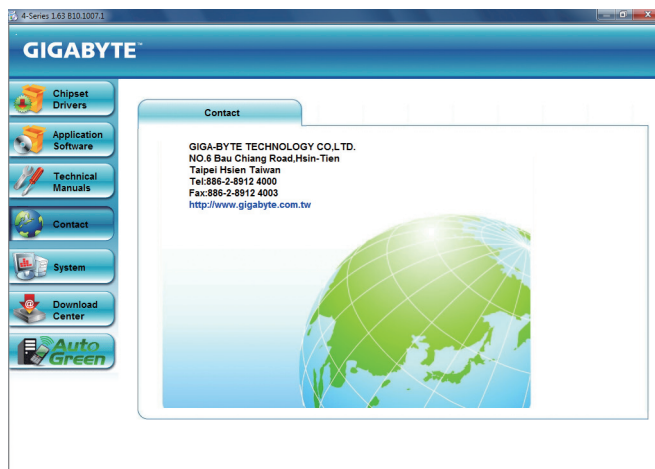 4-Series 1.63 B10.1007.1
GIGABYTE™
Chipset
Drivers
Application
Software
Technical
Manuals
Contact
System
Download
Center
Auto
Green
Contact
GIGA-BYTE TECHNOLOGY CO,LTD.
NO.6 Bau Chiang Road,Hsin-Tien
Taipei Hsien Taiwan
Tel:886-2-8912 4000
Fax:886-2-8912 4003
http://www.gigabyte.com.tw